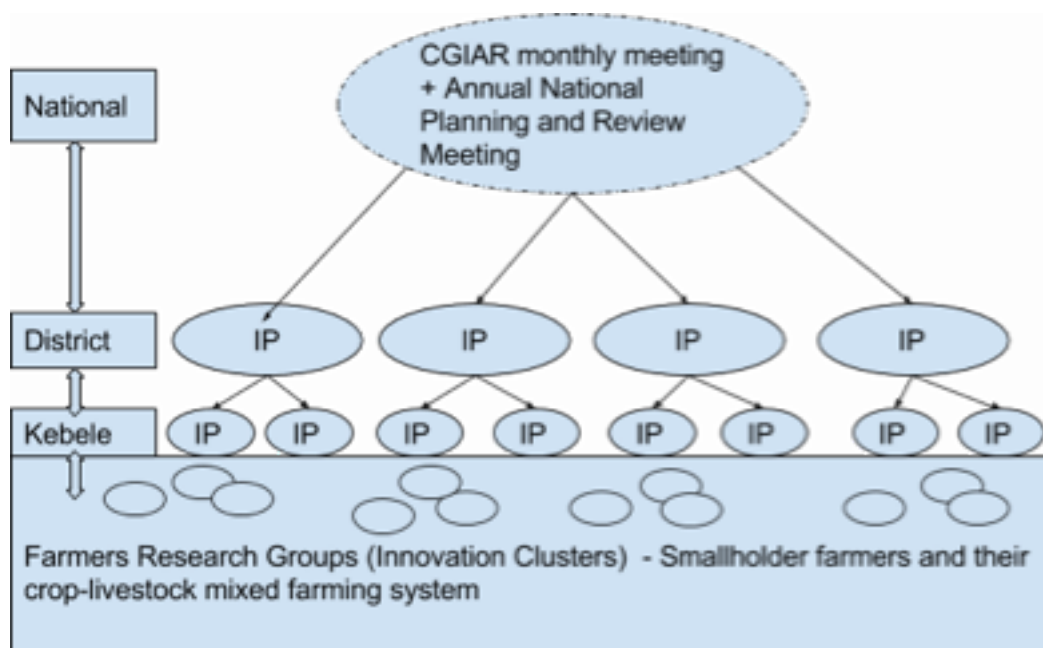 CGIAR monthly meeting
+ Annual National
Planning and Review
Meeting
National
District
IP
IP
IP
IP
Kebele
IP
IP
IP
IP
IP
IP
IP
IP
Farmers Research Groups (Innovation Clusters)  - Smallholder farmers and their
crop-livestock mixed farming system